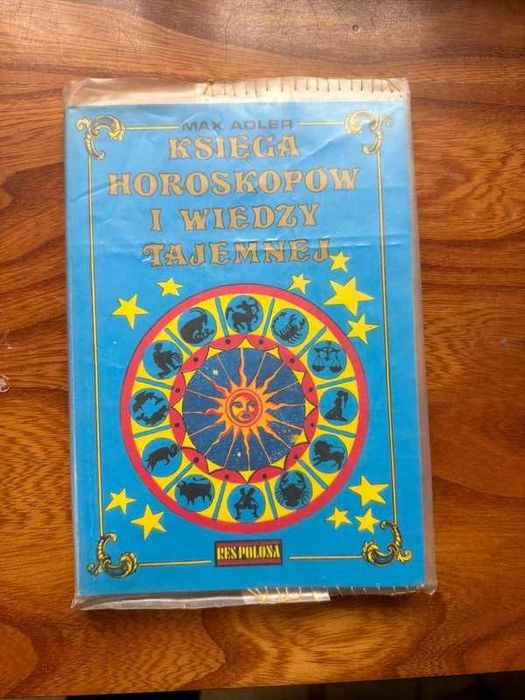 MAX ADLER
KSIĘGA
HOROSKOPÓW
I WIEDZY
TAJEMNEJ
RES POLONA